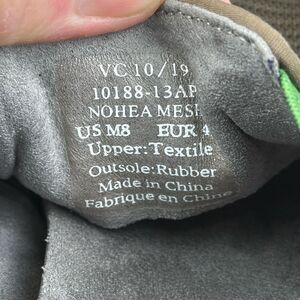 VC 10/19
10188-13AP
NOHEA MESH
US M8 EUR 4
Upper:Textile
Outsole:Rubber
Made in China
Fabrique en Chine